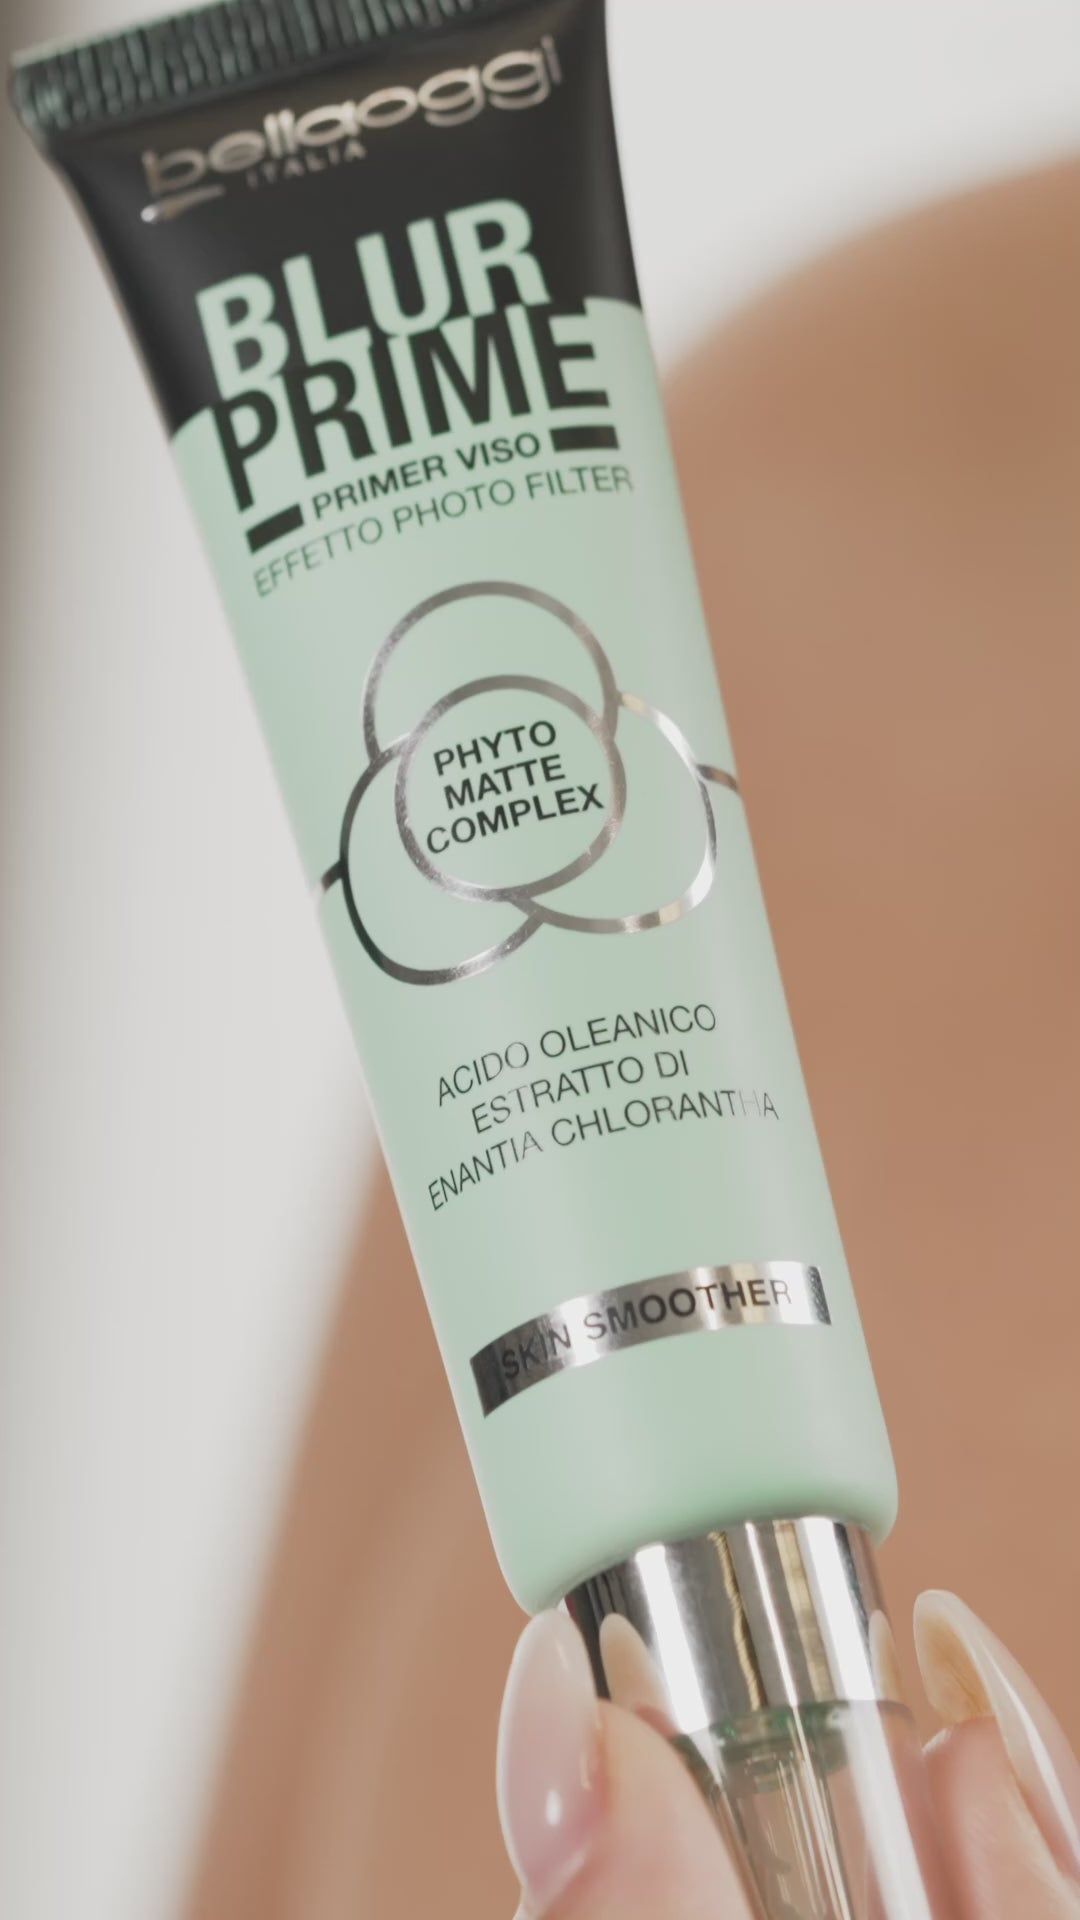 bellaoggi
ITALIA
BLUR
PRIME
PRIMER VISO
EFFETTO PHOTO FILTER
PHYTO
MATTE
COMPLEX
ACIDO OLEANICO
ESTRATTO DI
ENANTIA CHLORANTHA
SKIN SMOOTHER